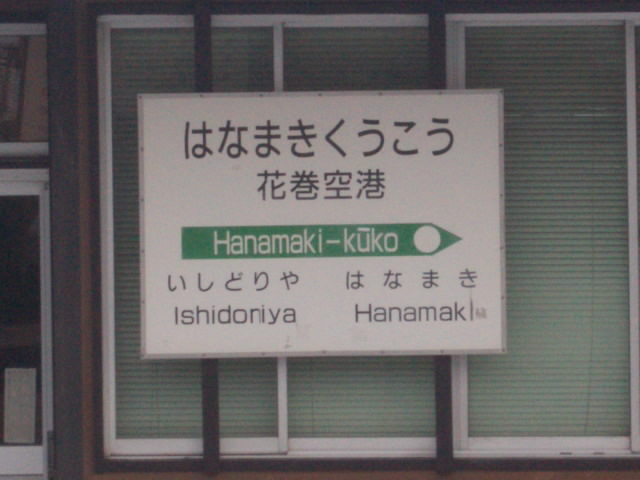 はなまきくうこう
花巻空港
Hanamaki-kūko
いしどりや はなまき
Ishidoriya Hanamaki